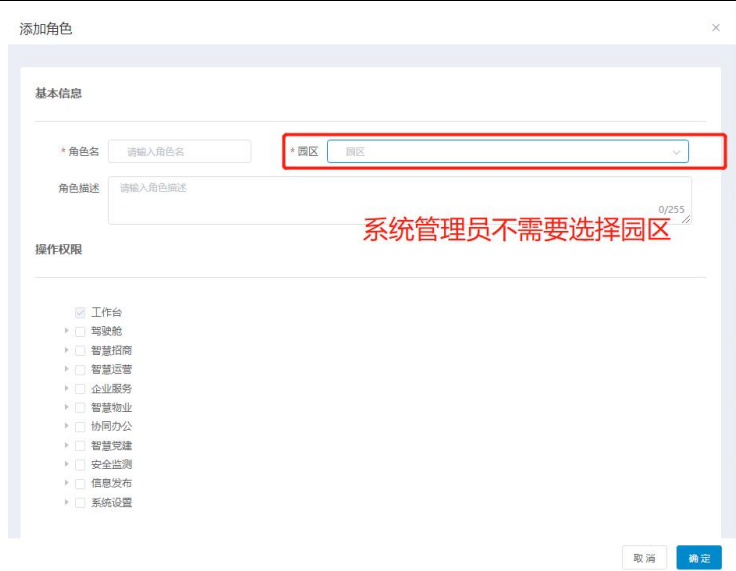 添加角色
基本信息
* 角色名 请输入角色名 * 园区 园区
角色描述 请输入角色描述
0/255
系统管理员不需要选择园区
操作权限
工作台
驾驶舱
智慧招商
智慧运营
企业服务
智慧物业
协同办公
智慧党建
安全监测
信息发布
系统设置
取消 确定